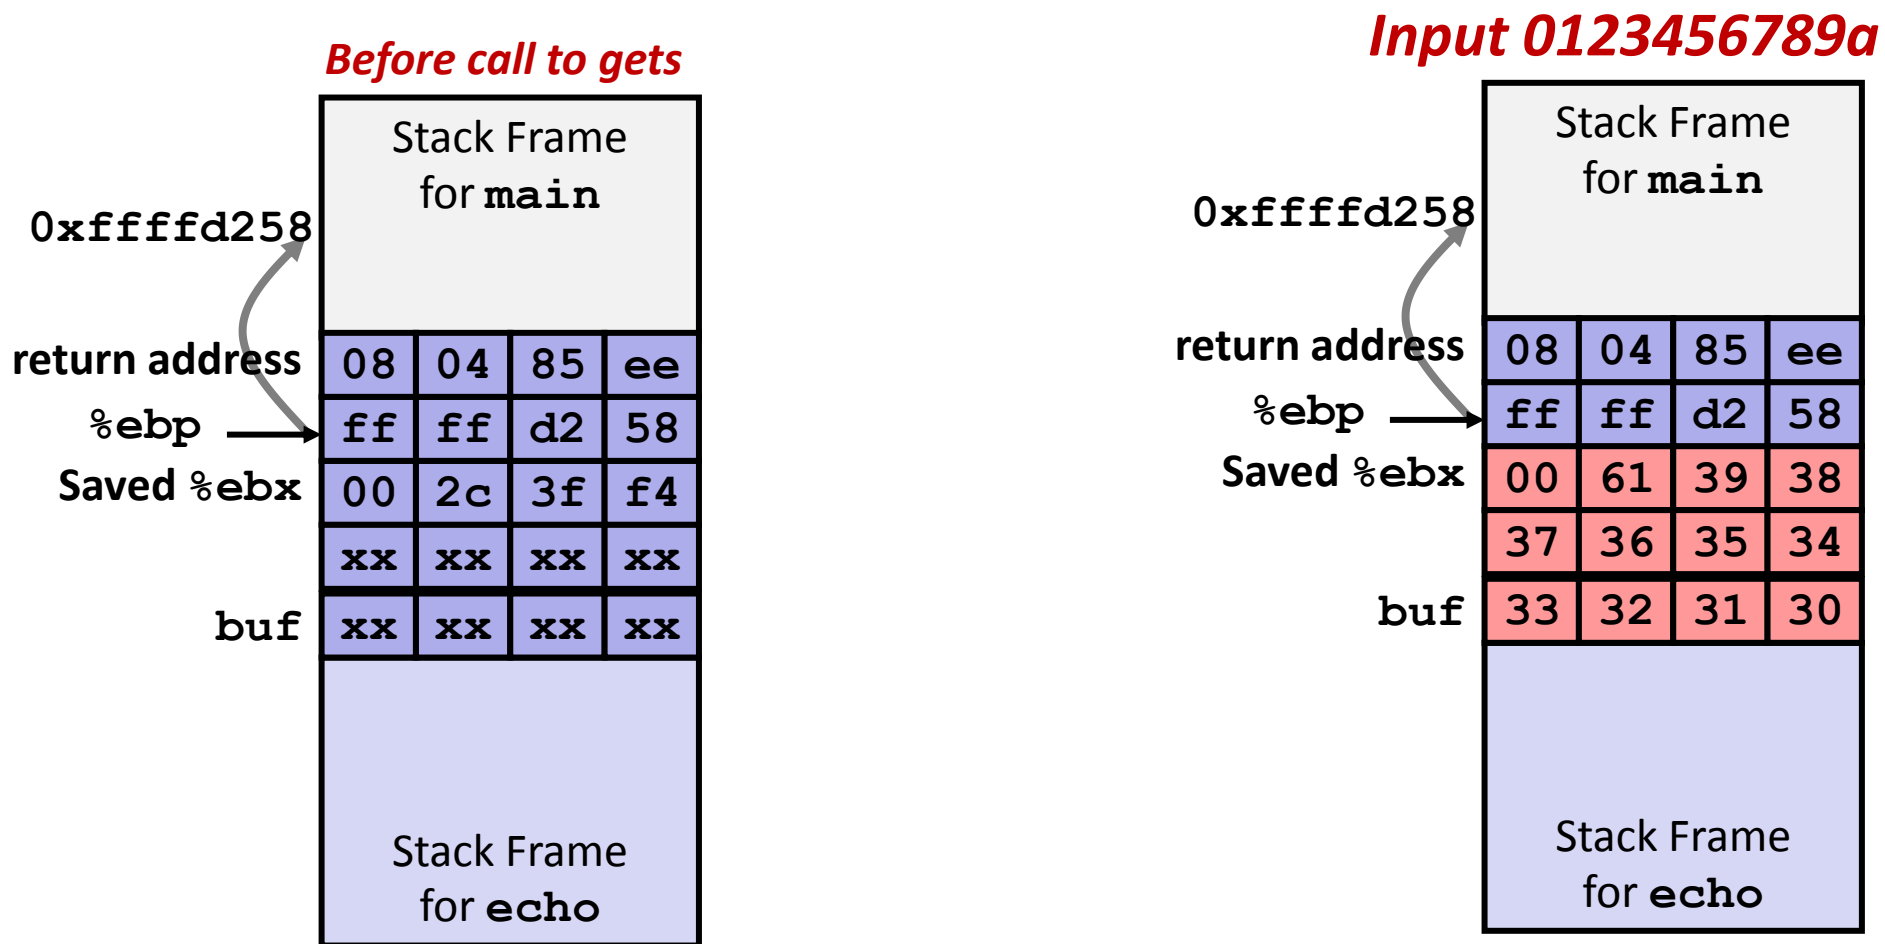 Before call to gets
Stack Frame
for main
0xffffd258
return address 08 04 85 ee
%ebp ff ff d2 58
Saved %ebx 00 2c 3f f4
xx xx xx xx
buf xx xx xx xx
Stack Frame
for echo
Input 0123456789a
Stack Frame
for main
0xffffd258
return address 08 04 85 ee
%ebp ff ff d2 58
Saved %ebx 00 61 39 38
37 36 35 34
buf 33 32 31 30
Stack Frame
for echo